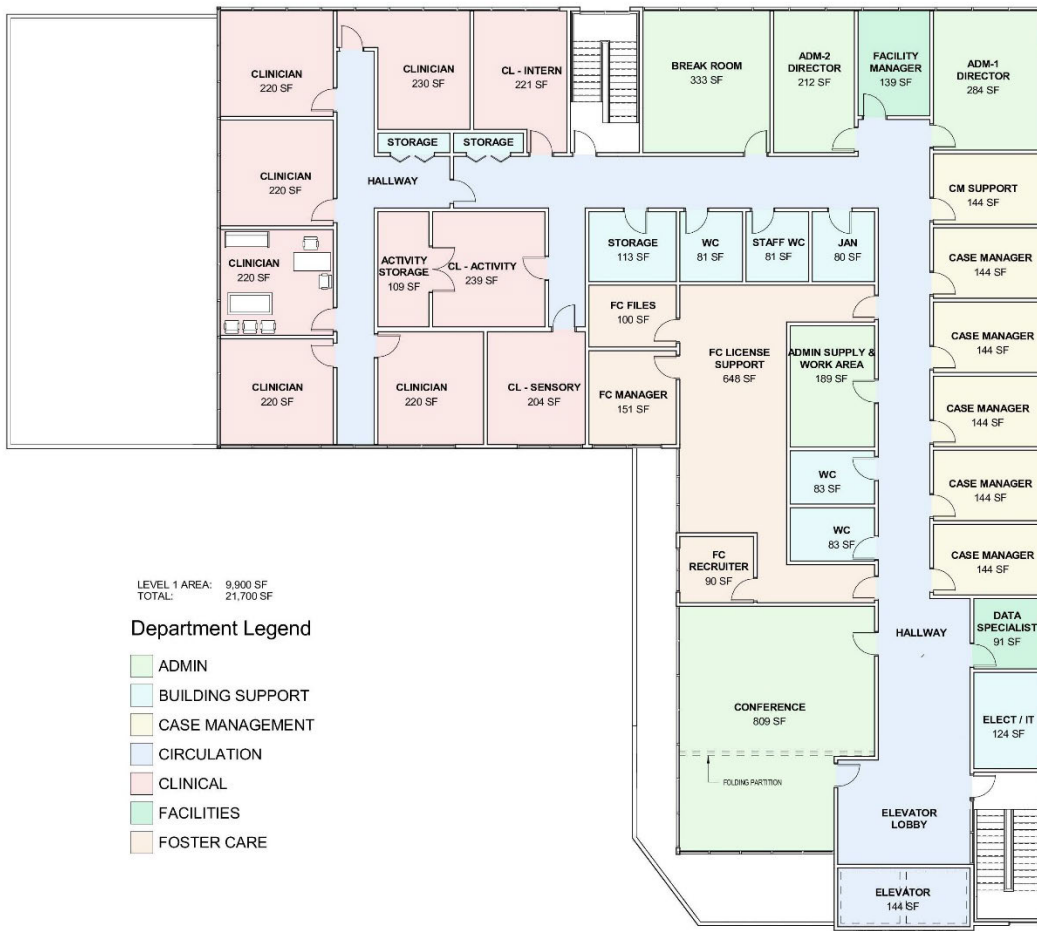 CLINICIAN
220 SF
CLINICIAN
230 SF
CL - INTERN
221 SF
BREAK ROOM
333 SF
ADM-2
DIRECTOR
212 SF
FACILITY
MANAGER
139 SF
ADM-1
DIRECTOR
284 SF
STORAGE
STORAGE
CLINICIAN
220 SF
HALLWAY
CM SUPPORT
144 SF
CLINICIAN
220 SF
ACTIVITY
STORAGE
109 SF
CL - ACTIVITY
239 SF
STORAGE
113 SF
WC
81 SF
STAFF WC
81 SF
JAN
80 SF
CASE MANAGER
144 SF
FC FILES
100 SF
FC LICENSE
SUPPORT
648 SF
ADMIN SUPPLY &
WORK AREA
189 SF
CASE MANAGER
144 SF
CLINICIAN
220 SF
CLINICIAN
220 SF
CL - SENSORY
204 SF
FC MANAGER
151 SF
CASE MANAGER
144 SF
WC
83 SF
CASE MANAGER
144 SF
WC
83 SF
FC
RECRUITER
90 SF
CASE MANAGER
144 SF
LEVEL 1 AREA: 9,900 SF
TOTAL: 21,700 SF
Department Legend
ADMIN
BUILDING SUPPORT
CASE MANAGEMENT
CIRCULATION
CLINICAL
FACILITIES
FOSTER CARE
HALLWAY
DATA
SPECIALIST
91 SF
CONFERENCE
809 SF
ELECT / IT
124 SF
FOLDING PARTITION
ELEVATOR
LOBBY
ELEVATOR
144 SF